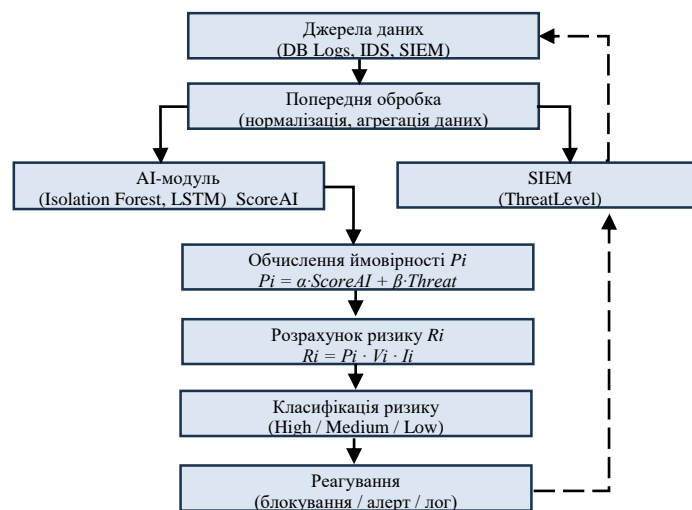 Джерела даних
(DB Logs, IDS, SIEM)
Попередня обробка
(нормалізація, агрегація даних)
AI-модуль
(Isolation Forest, LSTM) ScoreAI
SIEM
(ThreatLevel)
Обчислення ймовірності Pi
Pi = α·ScoreAI + β·Threat
Розрахунок ризику Ri
Ri = Pi · Vi · Ii
Класифікація ризику
(High / Medium / Low)
Реагування
(блокування / алерт / лог)